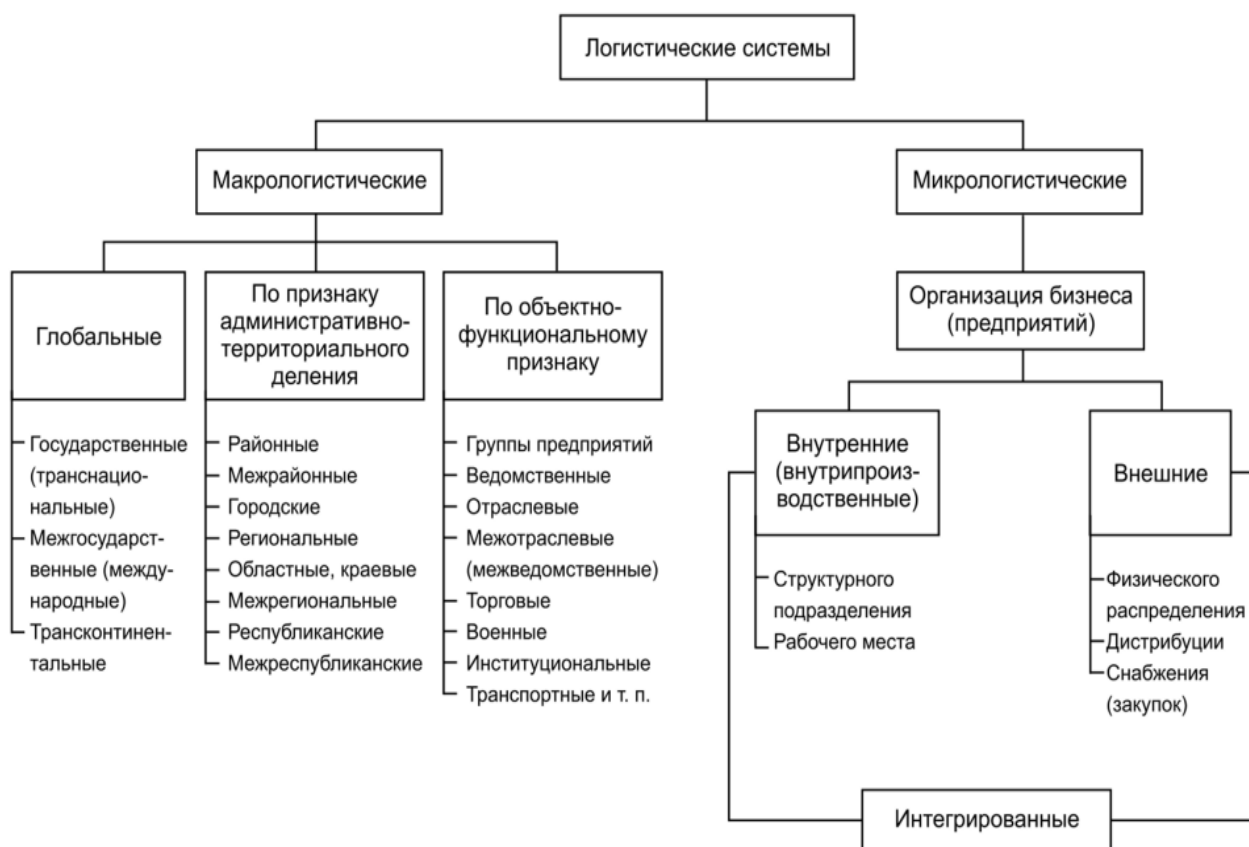 Логистические системы
Макрологистические
Микрологистические
Глобальные
По признаку
административно-
территориального
деления
По объектно-
функциональному
признаку
Организация бизнеса
(предприятий)
Государственные
(транснацио-
нальные)
Межгосударст-
венные (между-
народные)
Трансконтинен-
тальные
Районные
Межрайонные
Городские
Региональные
Областные, краевые
Межрегиональные
Республиканские
Межреспубликанские
Группы предприятий
Ведомственные
Отраслевые
Межотраслевые
(межведомственные)
Торговые
Военные
Институциональные
Транспортные и т. п.
Внутренние
(внутрипроиз-
водственные)
Внешние
Структурного
подразделения
Рабочего места
Физического
распределения
Дистрибуции
Снабжения
(закупок)
Интегрированные